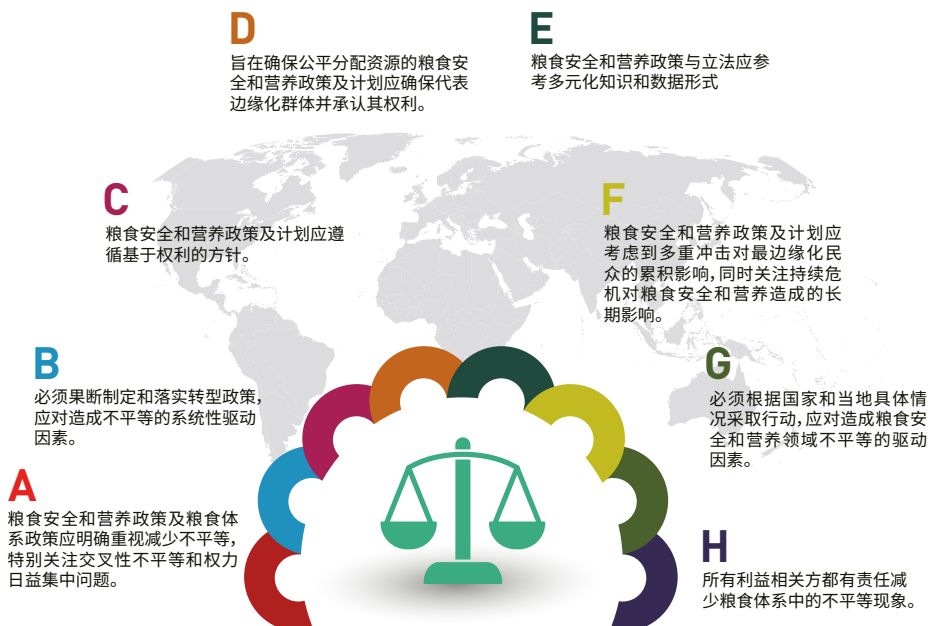 D
旨在确保公平分配资源的粮食安
全和营养政策及计划应确保代表
边缘化群体并承认其权利。
E
粮食安全和营养政策与立法应参
考多元化知识和数据形式
C
粮食安全和营养政策及计划应遵
循基于权利的方针。
F
粮食安全和营养政策及计划应
考虑到多重冲击对最边缘化民
众的累积影响，同时关注持续危
机对粮食安全和营养造成的长
期影响。
B
必须果断制定和落实转型政策，
应对造成不平等的系统性驱动
因素。
G
必须根据国家和当地具体情
况采取行动，应对造成粮食安
全和营养领域不平等的驱动
因素。
A
粮食安全和营养政策及粮食体
系政策应明确重视减少不平等，
特别关注交叉性不平等和权力
日益集中问题。
H
所有利益相关方都有责任减
少粮食体系中的不平等现象。